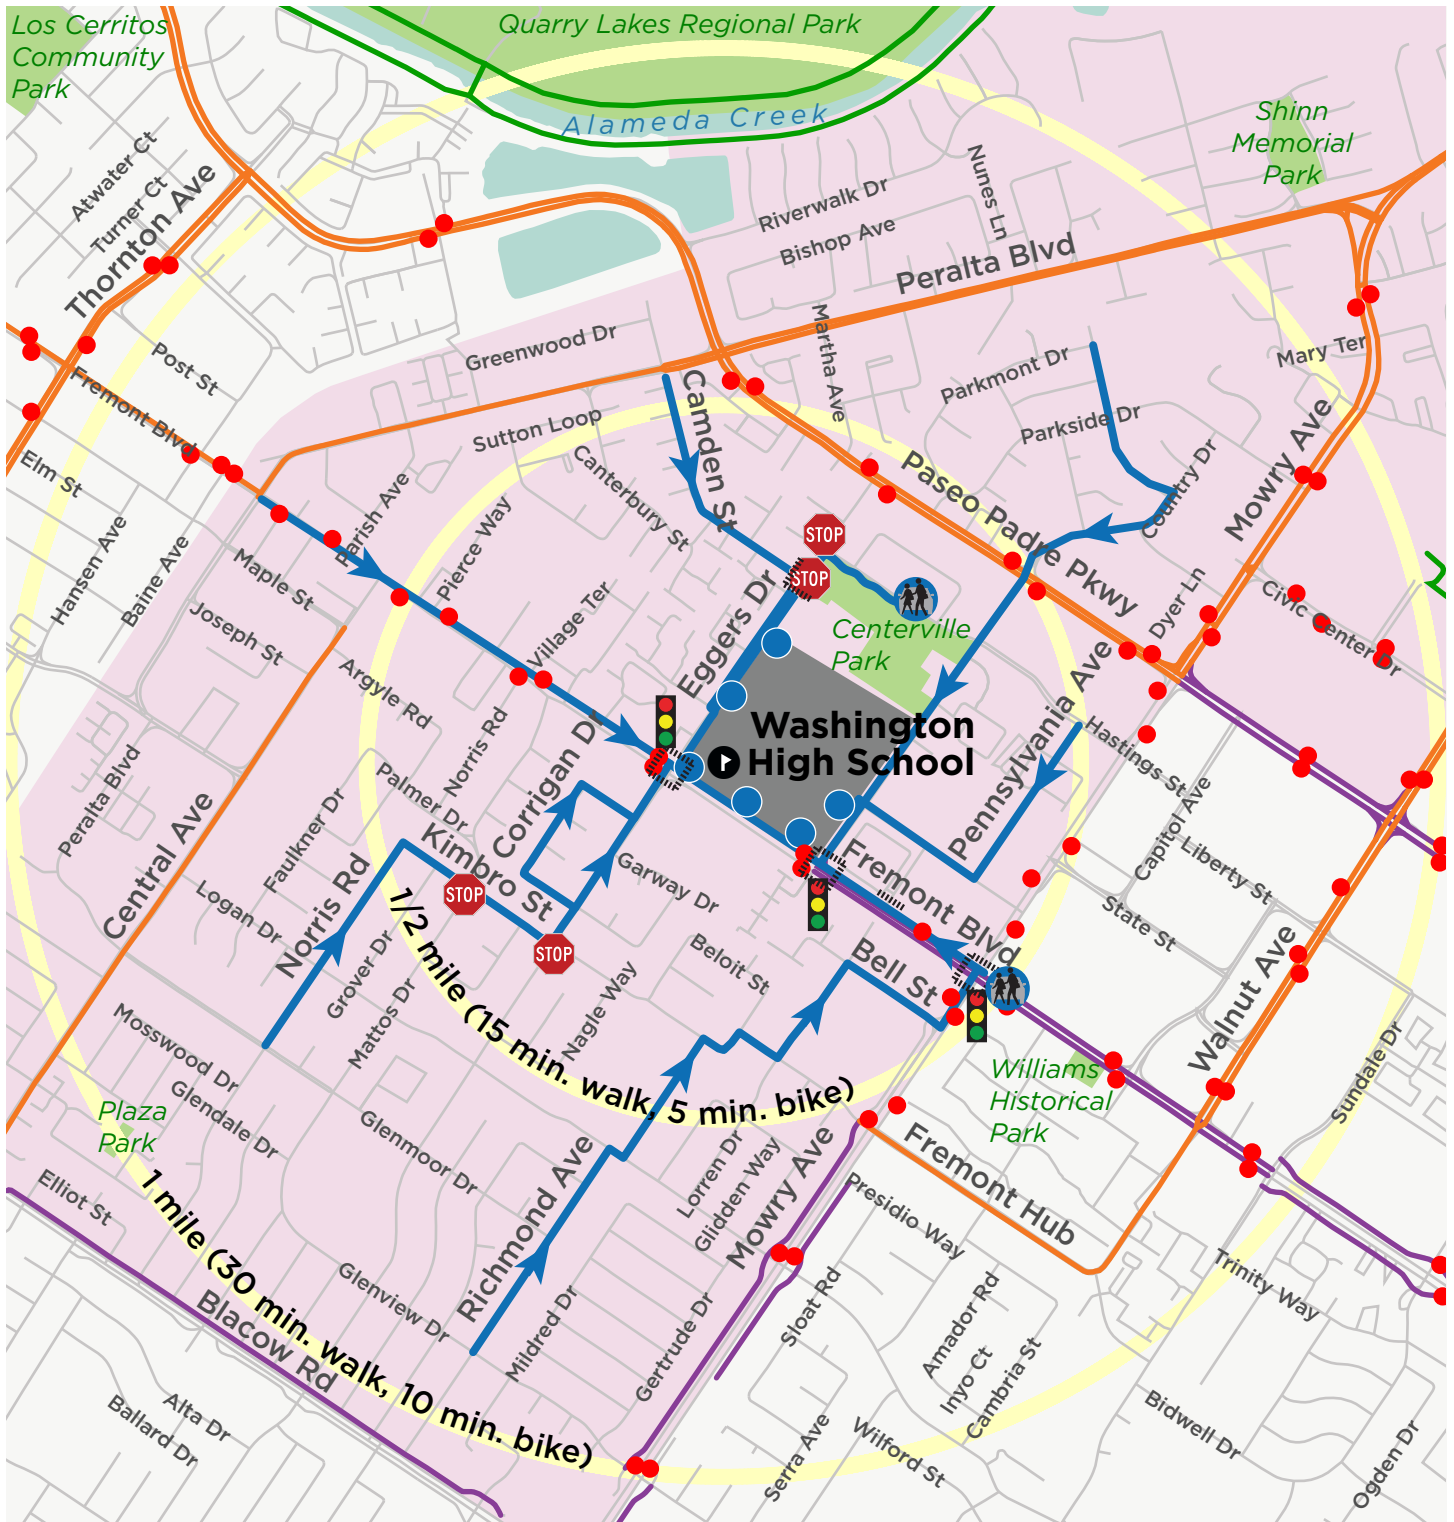 Los Cerritos
Community
Park
Quarry Lakes Regional Park
Alameda Creek
Shinn
Memorial
Park
Atwater Ct
Turner Ct
Thornton Ave
Nunes Ln
Riverwalk Dr
Bishop Ave
Peralta Blvd
Martha Ave
Greenwood Dr
Post St
Mary Ter
Parkmont Dr
Parkside Dr
Fremont Blvd
Camden St
Sutton Loop
Canterbury St
Country Dr
Mowry Ave
Elm St
Parish Ave
Pierce Way
Paseo Padre Pkwy
Hansen Ave
Baine Ave
Maple St
Joseph St
STOP
STOP
Eggers Dr
Village Ter
Dyer Ln
Civic Center Dr
Centerville
Park
Argyle Rd
Norris Rd
Corrigan Dr
Washington
High School
Pennsylvania Ave
Hastings St
Peralta Blvd
Central Ave
Faulkner Dr
Palmer Dr
Kimbro St
STOP
Capitol Ave
Liberty St
Logan Dr
Norris Rd
Garway Dr
Fremont Blvd
State St
Grover Dr
STOP
Beloit St
Bell St
Walnut Ave
Mattos Dr
Nagle Way
1/2 mile (15 min. walk, 5 min. bike)
Mosswood Dr
Glendale Dr
Plaza
Park
Glenmoor Dr
Williams
Historical
Park
Sundale Dr
Lorren Dr
Glidden Way
Mowry Ave
Fremont Hub
Elliot St
Richmond Ave
Presidio Way
Trinity Way
1 mile (30 min. walk, 10 min. bike)
Glenview Dr
Blacow Rd
Mildred Dr
Gertrude Dr
Sloat Rd
Amador Rd
Inyo Ct
Cambria St
Alta Dr
Ballard Dr
Serra Ave
Wilford St
Bidwell Dr
Ogden Dr